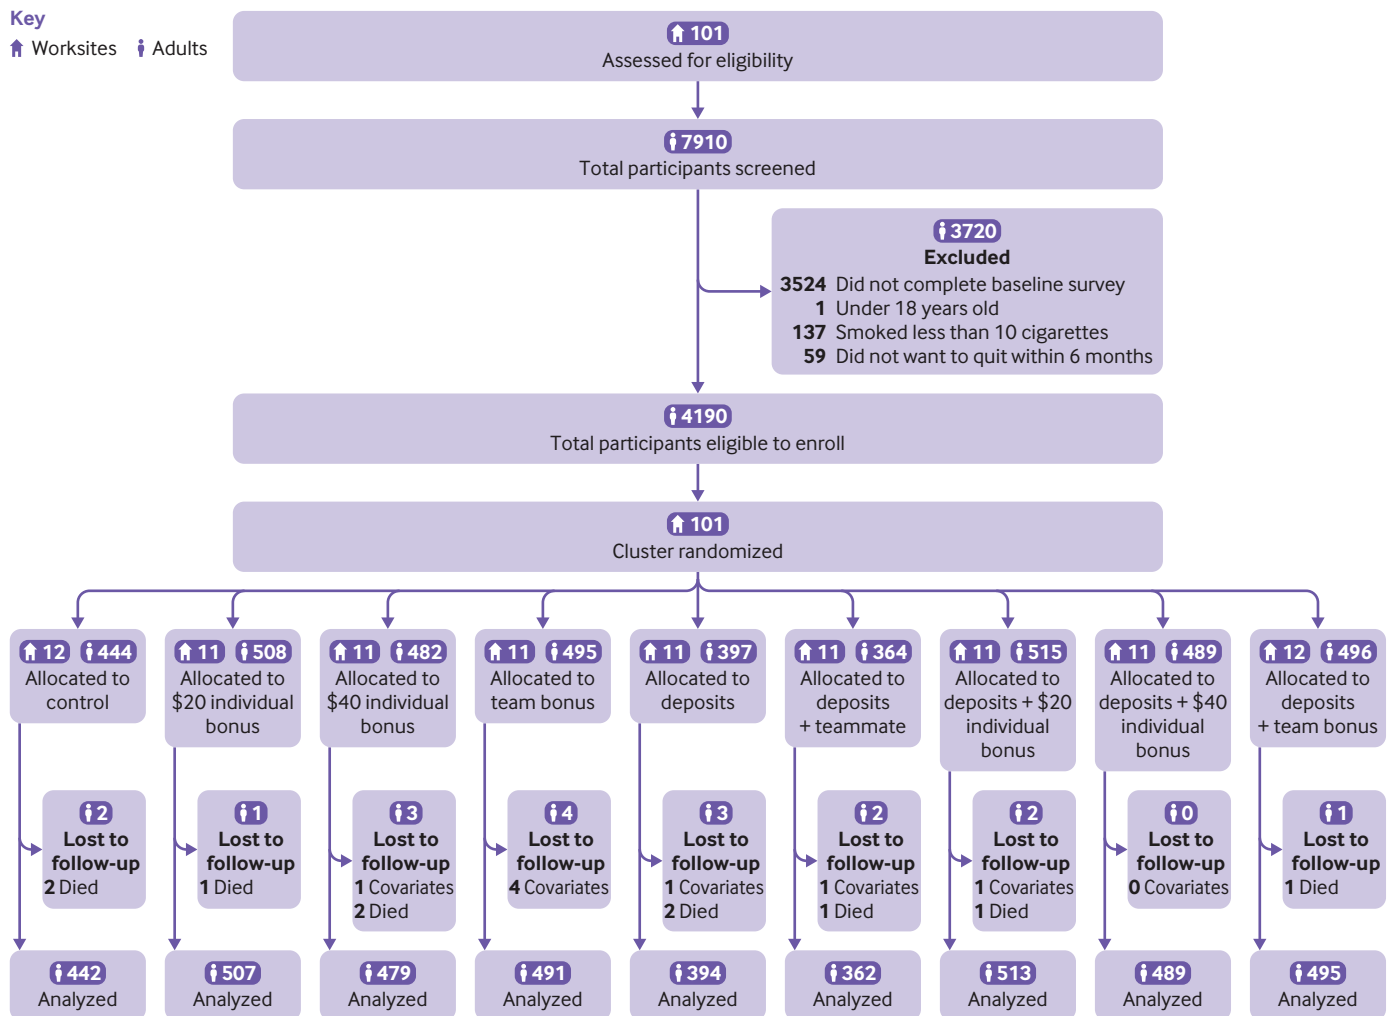 Key
Worksites Adults
101
Assessed for eligibility
7910
Total participants screened
3720
Excluded
3524 Did not complete baseline survey
1 Under 18 years old
137 Smoked less than 10 cigarettes
59 Did not want to quit within 6 months
4190
Total participants eligible to enroll
101
Cluster randomized
12 444
Allocated to
control
11 508
Allocated to
$20 individual
bonus
11 482
Allocated to
$40 individual
bonus
11 495
Allocated to
team bonus
11 397
Allocated to
deposits
11 364
Allocated to
deposits
+ teammate
11 515
Allocated to
deposits + $20
individual
bonus
11 489
Allocated to
deposits + $40
individual
bonus
12 496
Allocated to
deposits
+ team bonus
2
Lost to
follow-up
2 Died
1
Lost to
follow-up
1 Died
3
Lost to
follow-up
1 Covariates
2 Died
4
Lost to
follow-up
4 Covariates
3
Lost to
follow-up
1 Covariates
2 Died
2
Lost to
follow-up
1 Covariates
1 Died
2
Lost to
follow-up
1 Covariates
1 Died
0
Lost to
follow-up
0 Covariates
1
Lost to
follow-up
1 Died
442
Analyzed
507
Analyzed
479
Analyzed
491
Analyzed
394
Analyzed
362
Analyzed
513
Analyzed
489
Analyzed
495
Analyzed